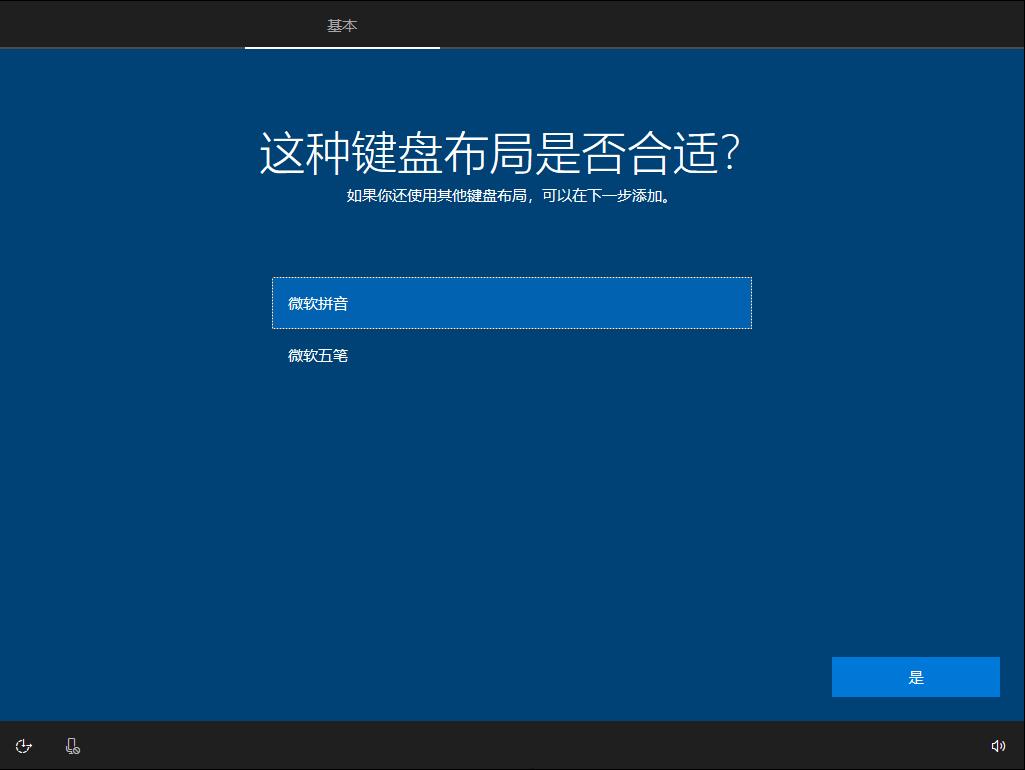 基本
这种键盘布局是否合适?
如果你还使用其他键盘布局，可以在下一步添加。
微软拼音
微软五笔
是